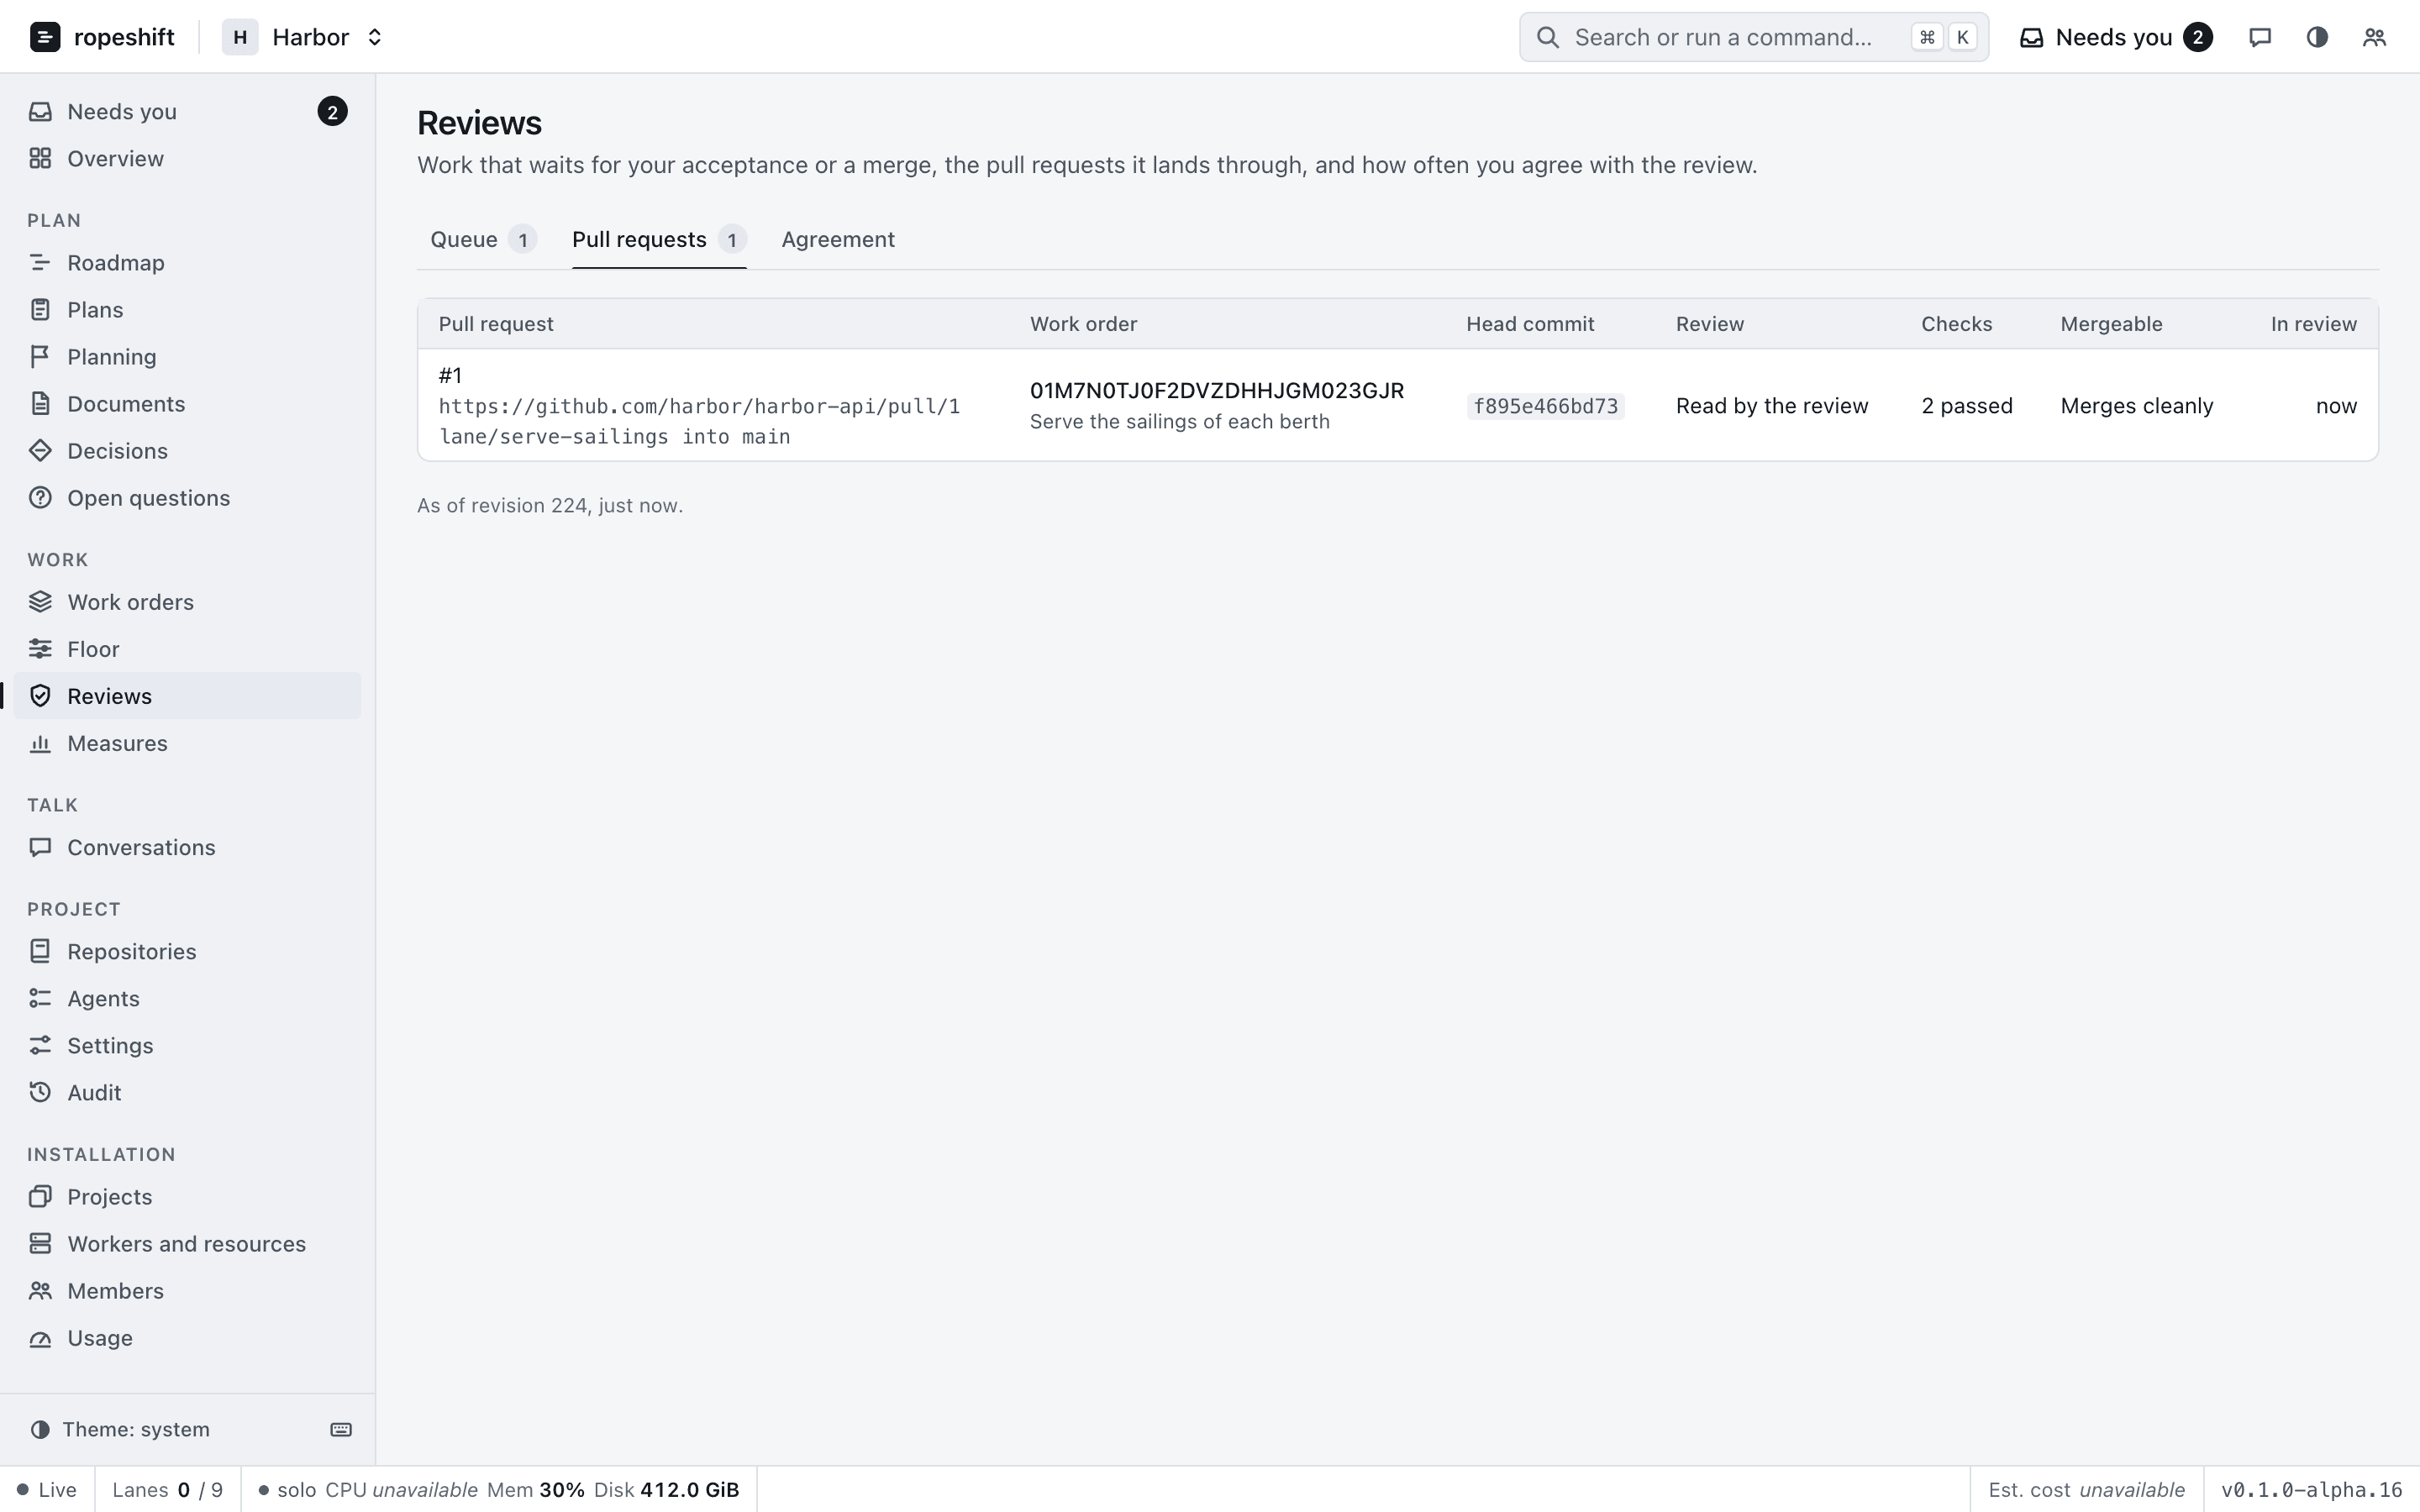 ropeshift
H Harbor
Search or run a command... ⌘ K
Needs you 2
Needs you 2
Overview
PLAN
Roadmap
Plans
Planning
Documents
Decisions
Open questions
WORK
Work orders
Floor
Reviews
Measures
TALK
Conversations
PROJECT
Repositories
Agents
Settings
Audit
INSTALLATION
Projects
Workers and resources
Members
Usage
Theme: system
Reviews
Work that waits for your acceptance or a merge, the pull requests it lands through, and how often you agree with the review.
Queue 1 Pull requests 1 Agreement
Pull request Work order Head commit Review Checks Mergeable In review
#1
https://github.com/harbor/harbor-api/pull/1
lane/serve-sailings into main
01M7N0TJ0F2DVZDHHJGM023GJR
Serve the sailings of each berth
f895e466bd73
Read by the review
2 passed
Merges cleanly
now
As of revision 224, just now.
Live Lanes 0 / 9 solo CPU unavailable Mem 30% Disk 412.0 GiB Est. cost unavailable v0.1.0-alpha.16